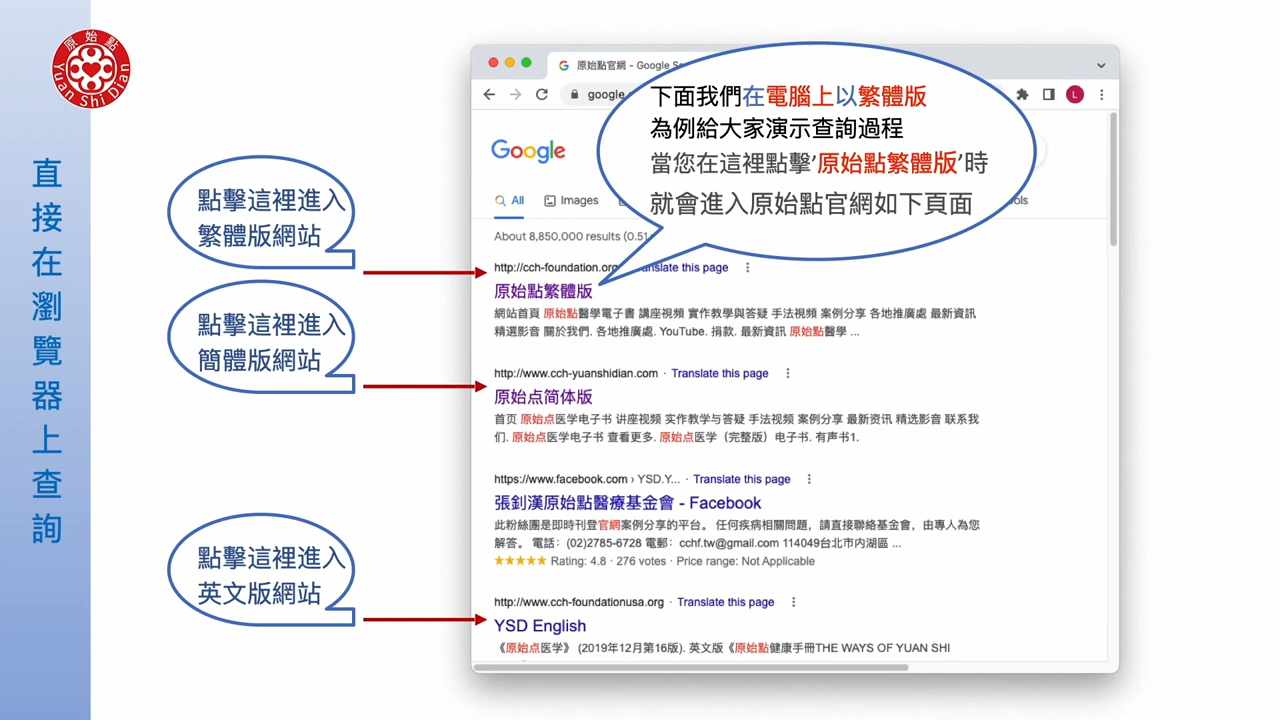 原始點
Yuan Shi Dian
直接在瀏覽器上查詢
點擊這裡進入
繁體版網站
點擊這裡進入
簡體版網站
點擊這裡進入
英文版網站
原始點官網 - Google Se
google.
L
下面我們在電腦上以繁體版
為例給大家演示查詢過程
當您在這裡點擊’原始點繁體版’時
就會進入原始點官網如下頁面
Google
All
Images
About 8,850,000 results (0.51
http://cch-foundation.org
anslate this page
原始點繁體版
網站首頁 原始點醫學電子書 講座視頻 實作教學與答疑 手法視頻 案例分享 各地推廣處 最新資訊
精選影音 關於我們. 各地推廣處. YouTube. 捐款. 最新資訊 原始點醫學 ...
http://www.cch-yuanshidian.com · Translate this page
原始点简体版
首页 原始点医学电子书 讲座视频 实作教学与答疑 手法视频 案例分享 最新资讯 精选影音 联系我
们. 原始点医学电子书 查看更多. 原始点医学（完整版）电子书. 有声书1.
https://www.facebook.com › YSD.Y... · Translate this page
張釗漢原始點醫療基金會 - Facebook
此粉絲團是即時刊登官網案例分享的平台。 任何疾病相關問題，請直接聯絡基金會，由專人為您
解答。 電話：(02)2785-6728 電郵：cchf.tw@gmail.com 114049台北市內湖區 ...
★★★★★ Rating: 4.8 · 276 votes · Price range: Not Applicable
http://www.cch-foundationusa.org · Translate this page
YSD English
《原始点医学》 (2019年12月第16版). 英文版《原始點健康手冊THE WAYS OF YUAN SHI